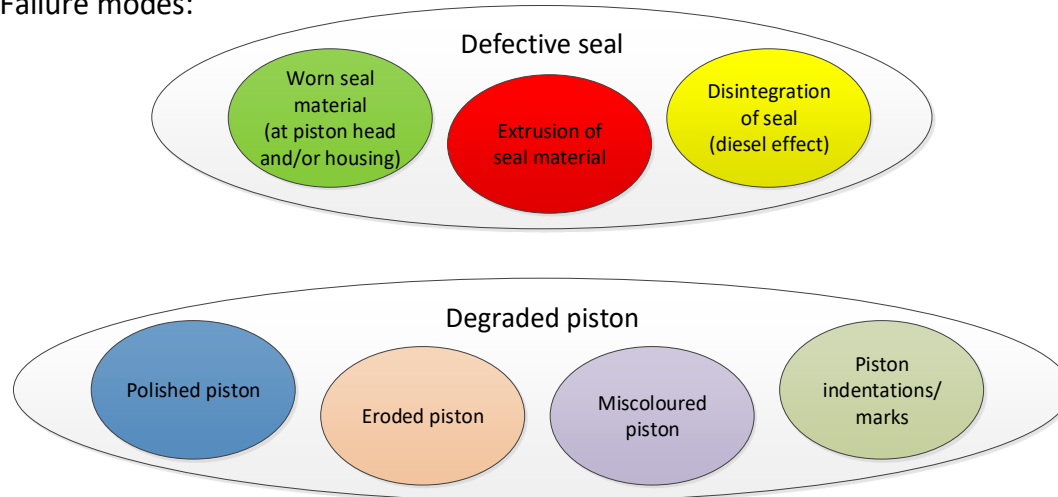 Failure modes:
Defective seal
Worn seal
material
(at piston head
and/or housing)
Extrusion of
seal material
Disintegration
of seal
(diesel effect)
Degraded piston
Polished piston
Eroded piston
Miscoloured
piston
Piston
indentations/
marks